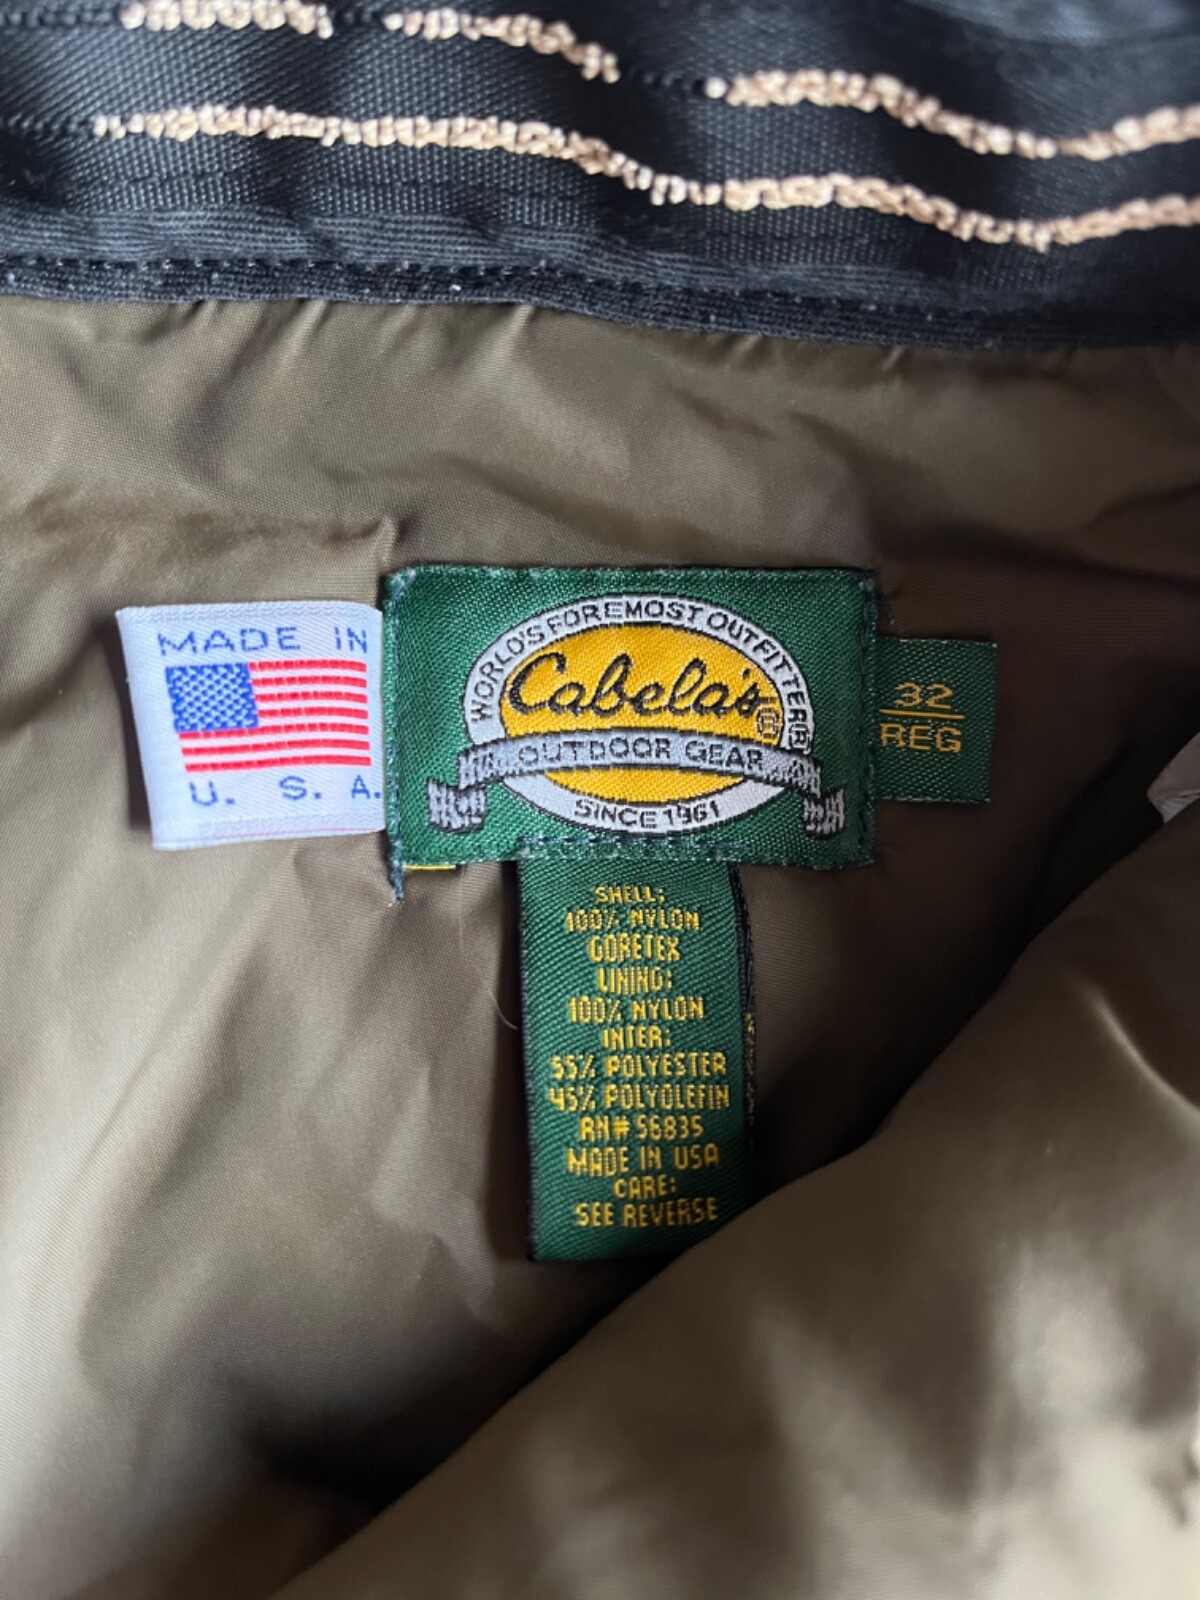 MADE IN
U. S. A.
WORLD'S FOREMOST OUTFITTER®
Cabela's®
OUTDOOR GEAR
SINCE 1961
32
REG
SHELL:
100% NYLON
GORETEX
LINING:
100% NYLON
INTER:
55% POLYESTER
45% POLYOLEFIN
RN# 56835
MADE IN USA
CARE:
SEE REVERSE